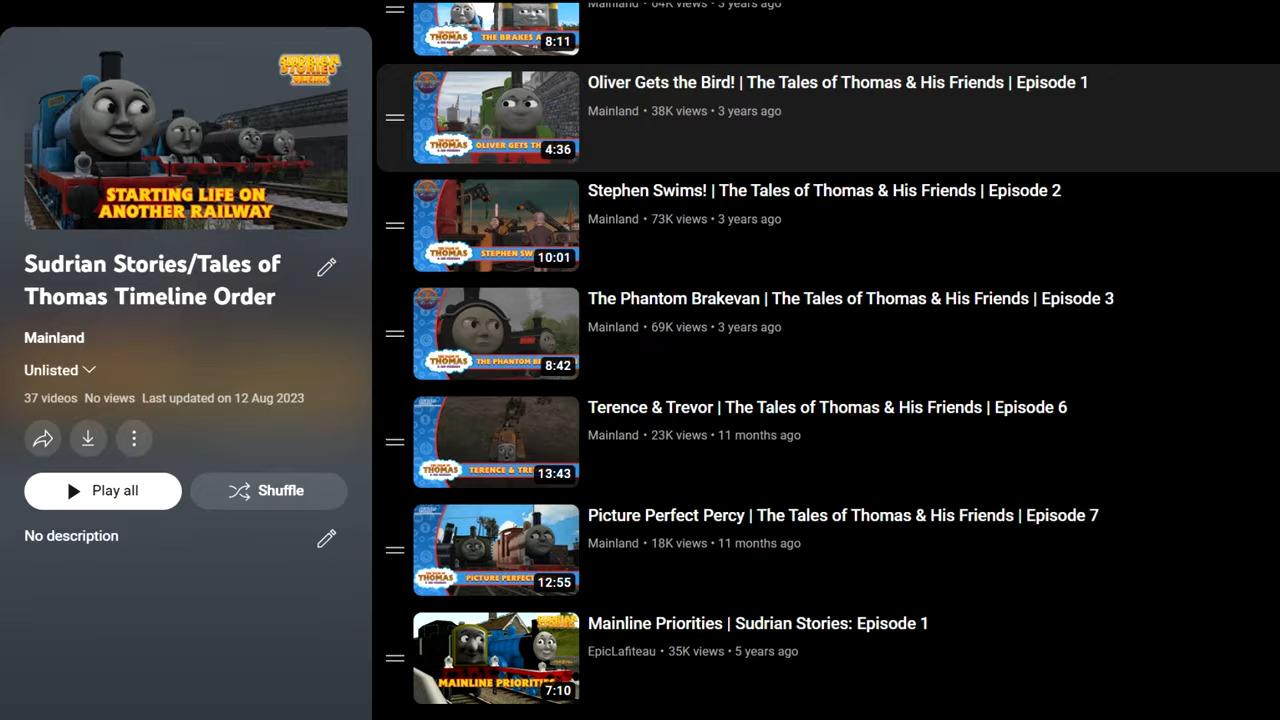 SUDRIAN
STORIES
STARTING LIFE ON
ANOTHER RAILWAY
Sudrian Stories/Tales of
Thomas Timeline Order
Mainland
Unlisted
37 videos No views Last updated on 12 Aug 2023
Play all
Shuffle
No description
Mainland • 64K views • 3 years ago
THOMAS
THE BRAKES A
8:11
Oliver Gets the Bird! | The Tales of Thomas & His Friends | Episode 1
Mainland • 38K views • 3 years ago
THOMAS
OLIVER GETS TH
4:36
Stephen Swims! | The Tales of Thomas & His Friends | Episode 2
Mainland • 73K views • 3 years ago
THOMAS
STEPHEN SW
10:01
The Phantom Brakevan | The Tales of Thomas & His Friends | Episode 3
Mainland • 69K views • 3 years ago
THOMAS
THE PHANTOM B
8:42
Terence & Trevor | The Tales of Thomas & His Friends | Episode 6
Mainland • 23K views • 11 months ago
THOMAS
TERENCE & TRE
13:43
Picture Perfect Percy | The Tales of Thomas & His Friends | Episode 7
Mainland • 18K views • 11 months ago
THOMAS
PICTURE PERFECT
12:55
Mainline Priorities | Sudrian Stories: Episode 1
EpicLafiteau • 35K views • 5 years ago
SUDRIAN
STORIES
MAINLINE PRIORITI
7:10